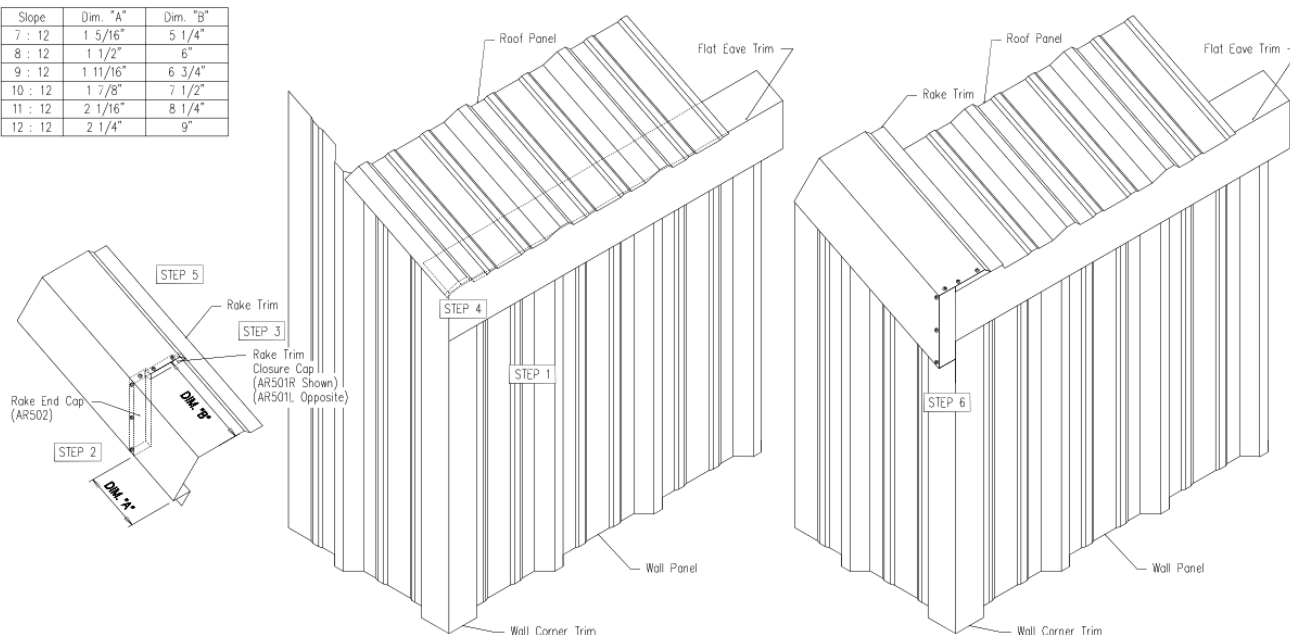 Slope Dim. "A" Dim. "B"
7 : 12 1 5/16" 5 1/4"
8 : 12 1 1/2" 6"
9 : 12 1 11/16" 6 3/4"
10 : 12 1 7/8" 7 1/2"
11 : 12 2 1/16" 8 1/4"
12 : 12 2 1/4" 9"
STEP 5
Rake Trim
STEP 3
Rake Trim
Closure Cap
(AR501R Shown)
(AR501L Opposite)
Rake End Cap
(AR502)
DIM. "B"
STEP 2
DIM. "A"
Roof Panel
Flat Eave Trim
STEP 4
STEP 1
Wall Panel
Wall Corner Trim
Roof Panel
Flat Eave Trim
Rake Trim
STEP 6
Wall Panel
Wall Corner Trim